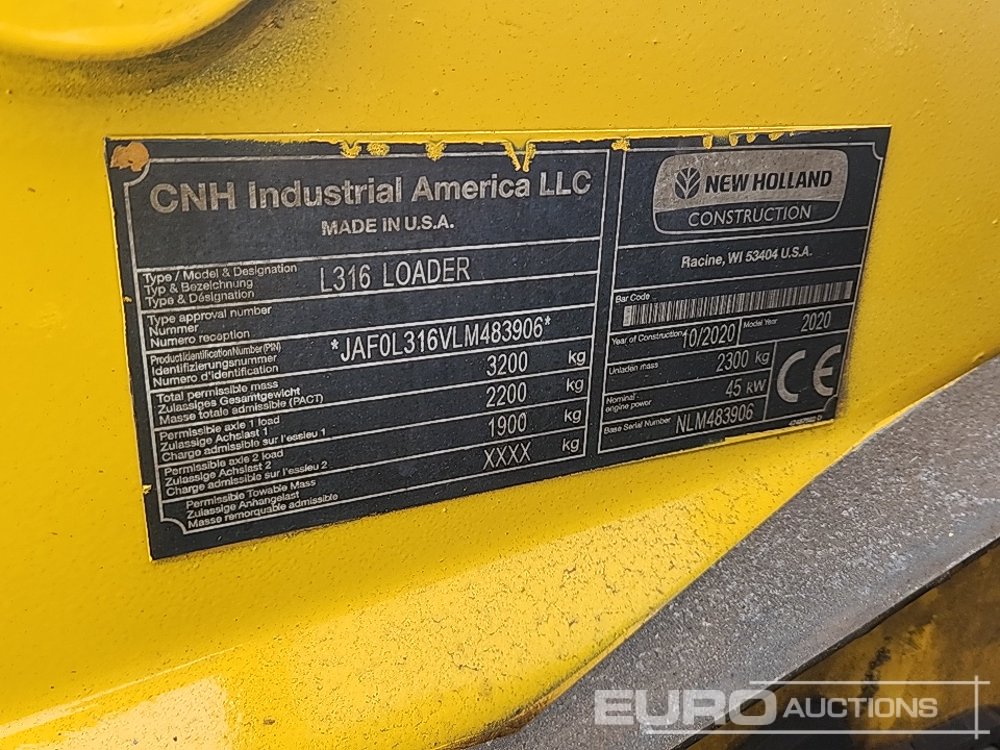 CNH Industrial America LLC
MADE IN U.S.A.
Type / Model & Designation
Typ & Bezeichnung
Type & Désignation
L316 LOADER
Type approval number
Nummer
Numero reception
Product Identification Number (PIN)
Identifizierungsnummer
Numero d'identification
*JAF0L316VLM483906*
Total permissible mass
Zulassiges Gesamtgewicht
Masse totale admissible (PACT)
3200 kg
Permissible axle 1 load
Zulassige Achslast 1
Charge admissible sur l'essieu 1
2200 kg
Permissible axle 2 load
Zulassige Achslast 2
Charge admissible sur l'essieu 2
1900 kg
Permissible Towable Mass
Zulassige Anhangelast
Masse remorquable admissible
XXXX kg
NEW HOLLAND
CONSTRUCTION
Racine, WI 53404 U.S.A.
Bar Code
Year of Construction 10/2020 Model Year 2020
Unladen mass 2300 kg
Nominal
engine power 45 kW
Base Serial Number NLM483906
CE
EURO AUCTIONS